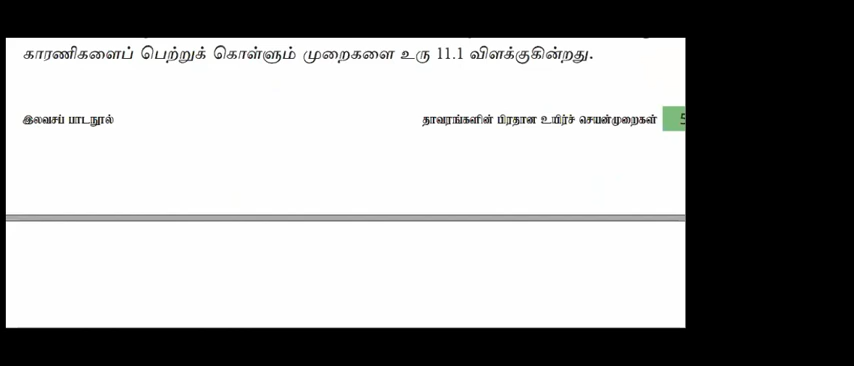 காரணிகளைப் பெற்றுக் கொள்ளும் முறைகளை உரு 11.1 விளக்குகின்றது.
இலவசப் பாடநூல்
தாவரங்களின் பிரதான உயிர்ச் செயன்முறைகள்